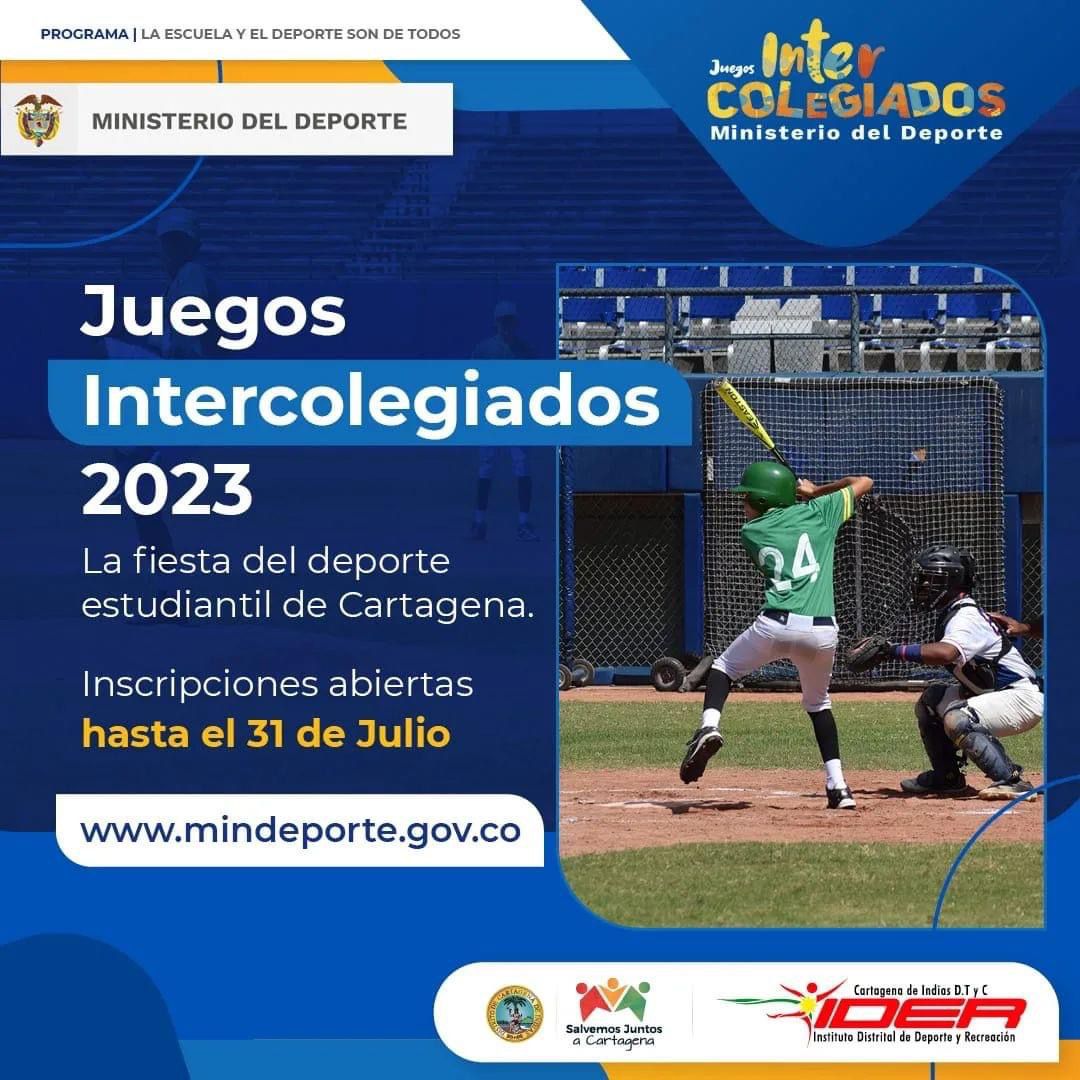 PROGRAMA | LA ESCUELA Y EL DEPORTE SON DE TODOS
Juegos Inter
COLEGIADOS
Ministerio del Deporte
MINISTERIO DEL DEPORTE
Juegos
Intercolegiados
2023
La fiesta del deporte
estudiantil de Cartagena.
Inscripciones abiertas
hasta el 31 de Julio
www.mindeporte.gov.co
EASTON
24
Salvemos Juntos
a Cartagena
Cartagena de Indias D.T y C
IDER
Instituto Distrital de Deporte y Recreación